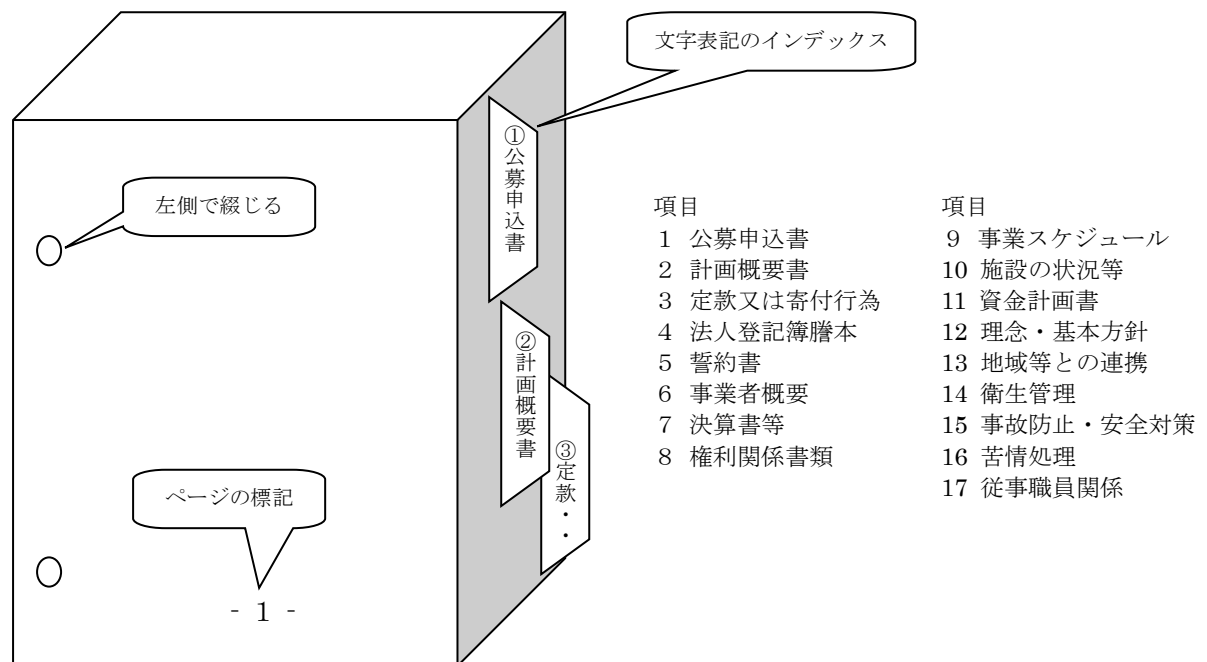 文字表記のインデックス
①公募申込書
左側で綴じる
②計画概要書
③定款・・
ページの標記
- 1 -
項目
1 公募申込書
2 計画概要書
3 定款又は寄付行為
4 法人登記簿謄本
5 誓約書
6 事業者概要
7 決算書等
8 権利関係書類
項目
9 事業スケジュール
10 施設の状況等
11 資金計画書
12 理念・基本方針
13 地域等との連携
14 衛生管理
15 事故防止・安全対策
16 苦情処理
17 従事職員関係